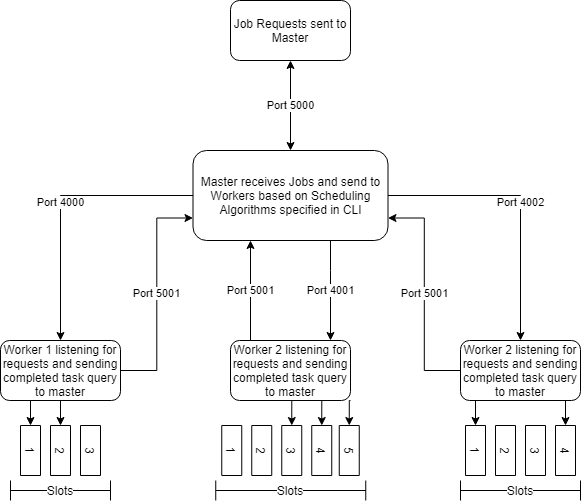 Job Requests sent to
Master
Port 5000
Master receives Jobs and send to
Workers based on Scheduling
Algorithms specified in CLI
Port 4000
Port 4002
Port 5001
Port 5001
Port 4001
Port 5001
Worker 1 listening for
requests and sending
completed task query
to master
Worker 2 listening for
requests and sending
completed task query
to master
Worker 2 listening for
requests and sending
completed task query
to master
1
2
3
1
2
3
4
5
1
2
3
4
Slots
Slots
Slots